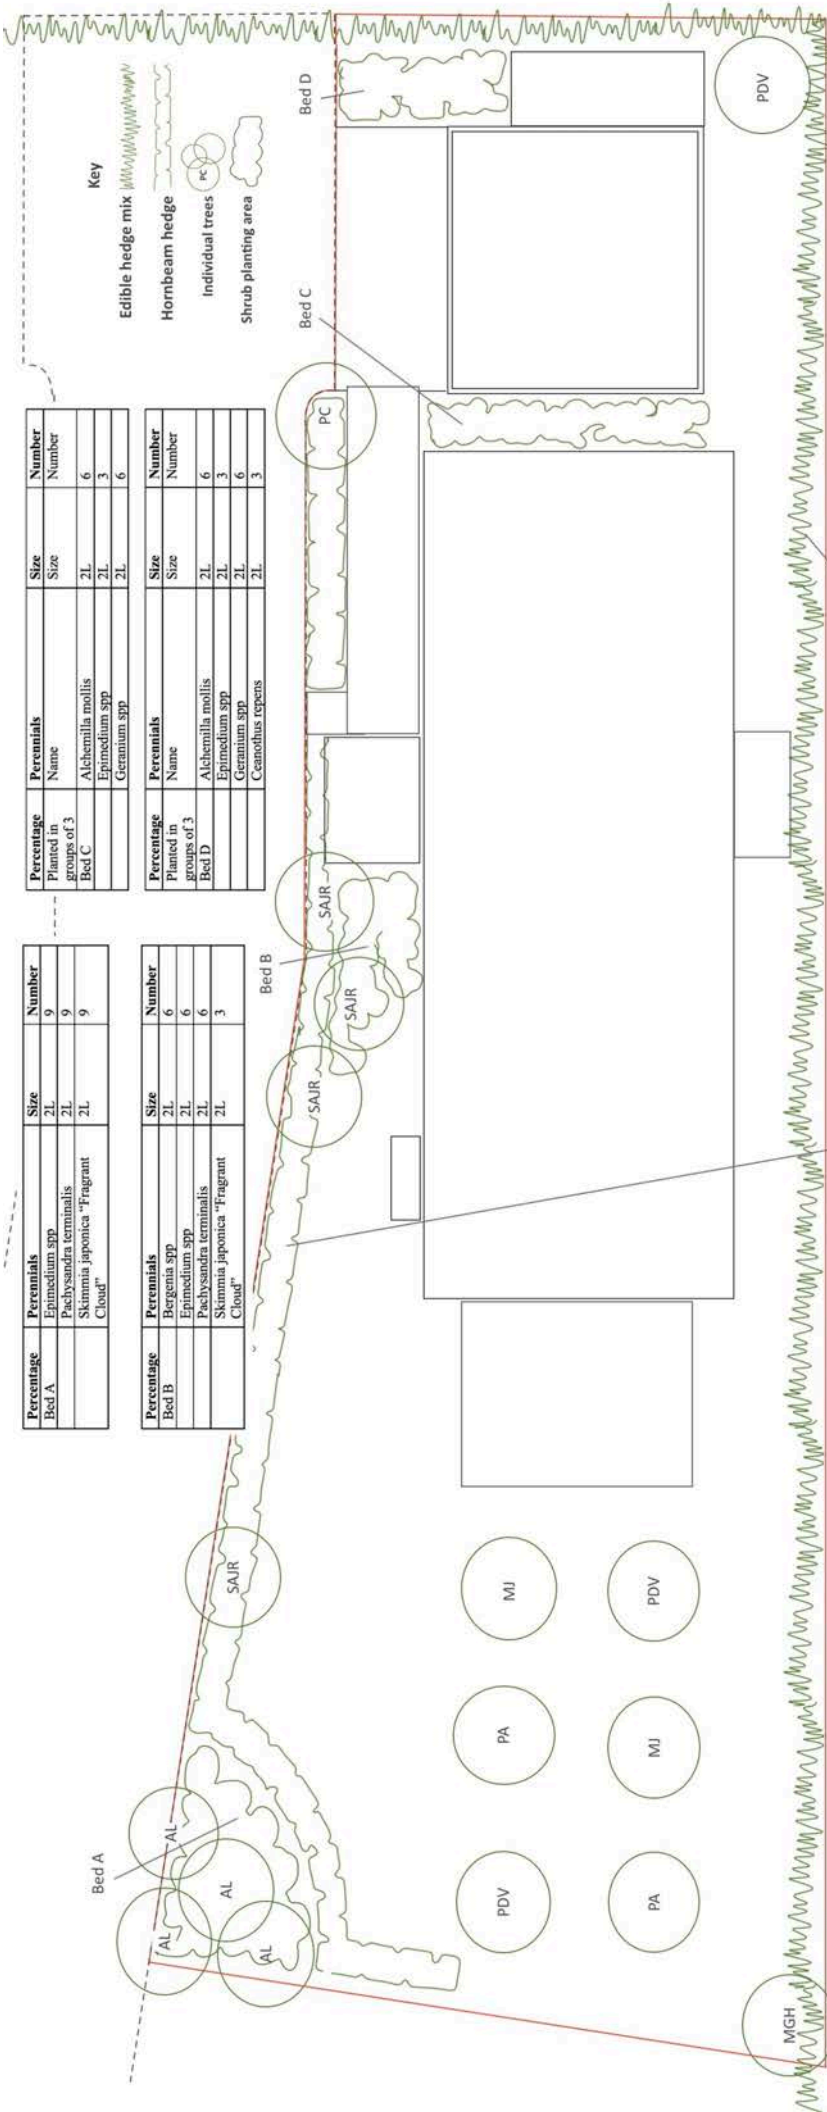 Percentage Perennials Size Number
Bed A Epimedium spp 2L 9
Pachysandra terminalis 2L 9
Skimmia japonica "Fragrant 2L 9
Cloud"
Percentage Perennials Size Number
Bed B Bergenia spp 2L 6
Epimedium spp 2L 6
Pachysandra terminalis 2L 6
Skimmia japonica "Fragrant 2L 3
Cloud"
Percentage Perennials Size Number
Planted in Name Size Number
groups of 3
Bed C Alchemilla mollis 2L 6
Epimedium spp 2L 3
Geranium spp 2L 6
Percentage Perennials Size Number
Planted in Name Size Number
groups of 3
Bed D Alchemilla mollis 2L 6
Epimedium spp 2L 3
Geranium spp 2L 6
Ceanothus repens 2L 3
Key
Edible hedge mix
Hornbeam hedge
Individual trees
PC
Shrub planting area
Bed A
Bed B
Bed C
Bed D
AL
AL
AL
AL
SAJR
SAJR
SAJR
SAJR
PC
PDV
PDV
PA
MJ
PA
MJ
PDV
MGH